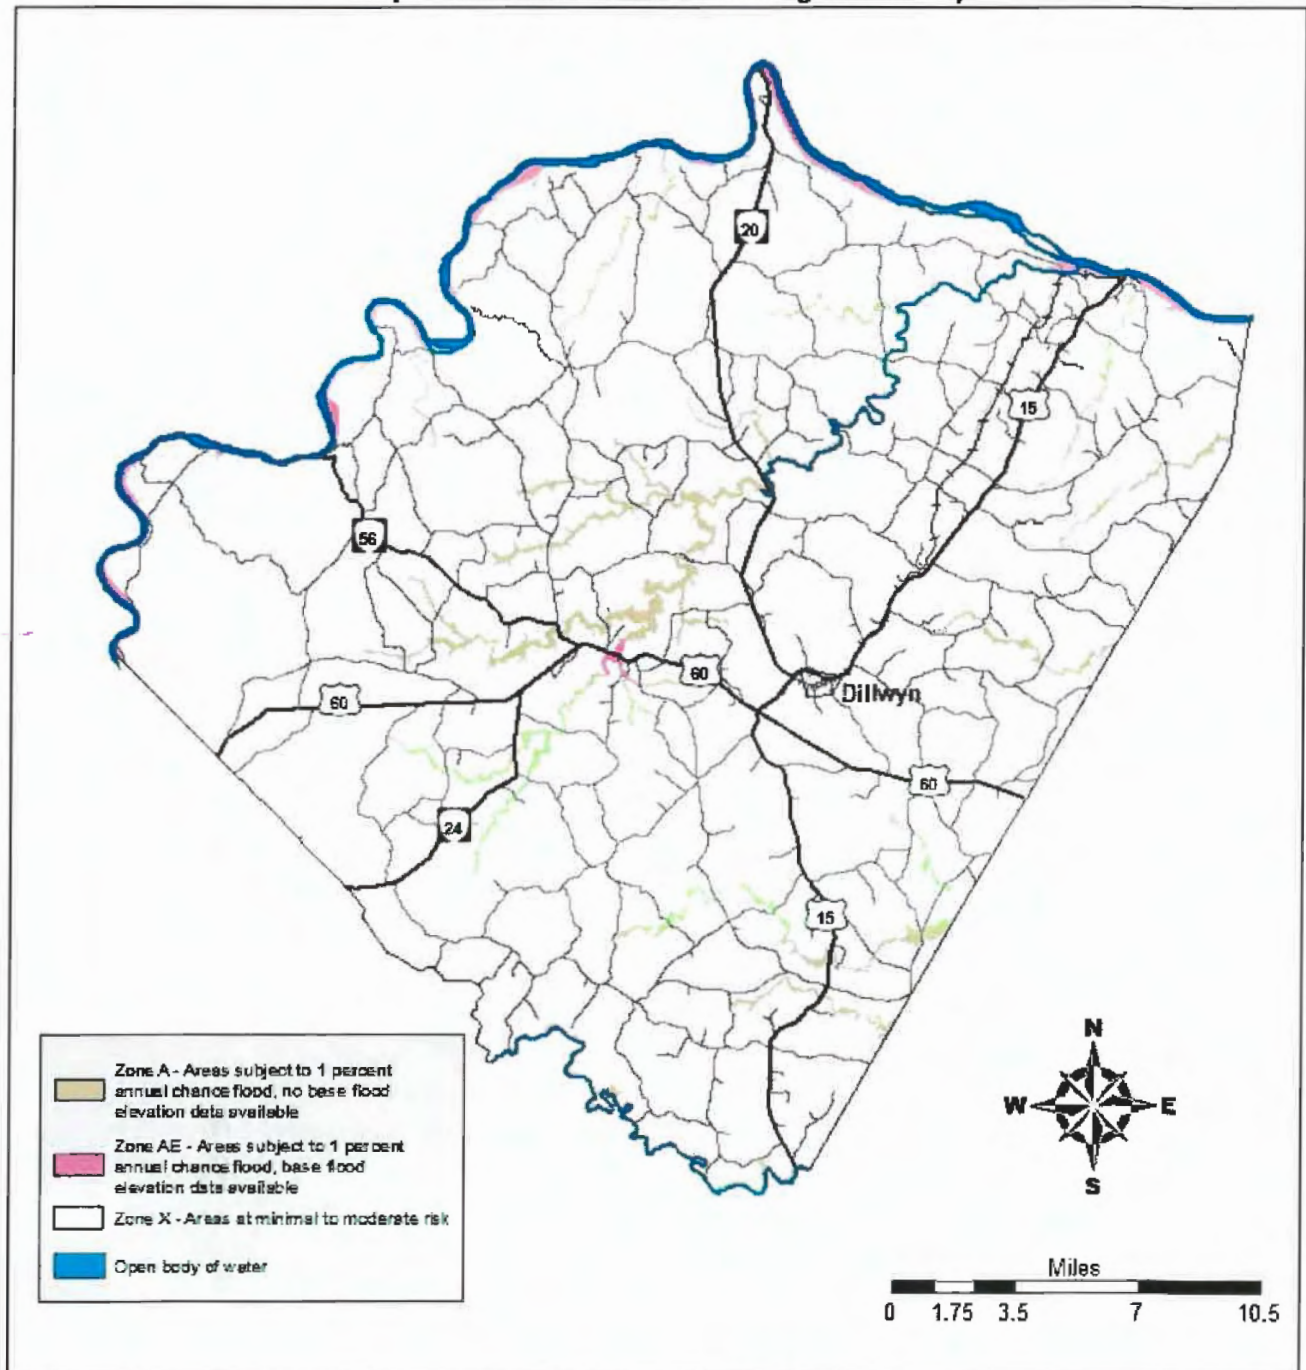 20
15
56
60
60
Dillwyn
60
24
15
Zone A - Areas subject to 1 percent
annual chance flood, no base flood
elevation data available
Zone AE - Areas subject to 1 percent
annual chance flood, base flood
elevation data available
Zone X - Areas at minimal to moderate risk
Open body of water
N
W E
S
Miles
0 1.75 3.5 7 10.5